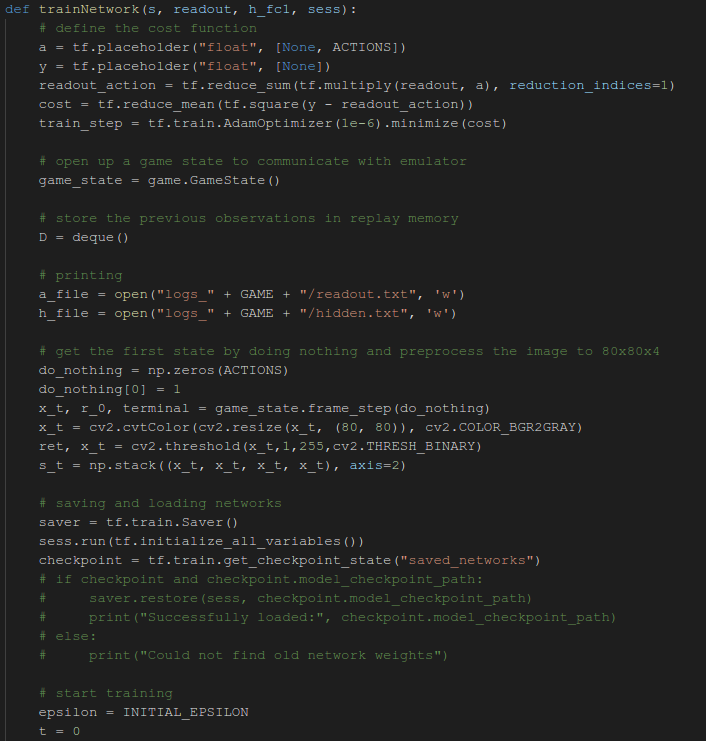 def trainNetwork(s, readout, h_fc1, sess):
    # define the cost function
    a = tf.placeholder("float", [None, ACTIONS])
    y = tf.placeholder("float", [None])
    readout_action = tf.reduce_sum(tf.multiply(readout, a), reduction_indices=1)
    cost = tf.reduce_mean(tf.square(y - readout_action))
    train_step = tf.train.AdamOptimizer(1e-6).minimize(cost)

    # open up a game state to communicate with emulator
    game_state = game.GameState()

    # store the previous observations in replay memory
    D = deque()

    # printing
    a_file = open("logs_" + GAME + "/readout.txt", 'w')
    h_file = open("logs_" + GAME + "/hidden.txt", 'w')

    # get the first state by doing nothing and preprocess the image to 80x80x4
    do_nothing = np.zeros(ACTIONS)
    do_nothing[0] = 1
    x_t, r_0, terminal = game_state.frame_step(do_nothing)
    x_t = cv2.cvtColor(cv2.resize(x_t, (80, 80)), cv2.COLOR_BGR2GRAY)
    ret, x_t = cv2.threshold(x_t,1,255,cv2.THRESH_BINARY)
    s_t = np.stack((x_t, x_t, x_t, x_t), axis=2)

    # saving and loading networks
    saver = tf.train.Saver()
    sess.run(tf.initialize_all_variables())
    checkpoint = tf.train.get_checkpoint_state("saved_networks")
    # if checkpoint and checkpoint.model_checkpoint_path:
    #     saver.restore(sess, checkpoint.model_checkpoint_path)
    #     print("Successfully loaded:", checkpoint.model_checkpoint_path)
    # else:
    #     print("Could not find old network weights")

    # start training
    epsilon = INITIAL_EPSILON
    t = 0